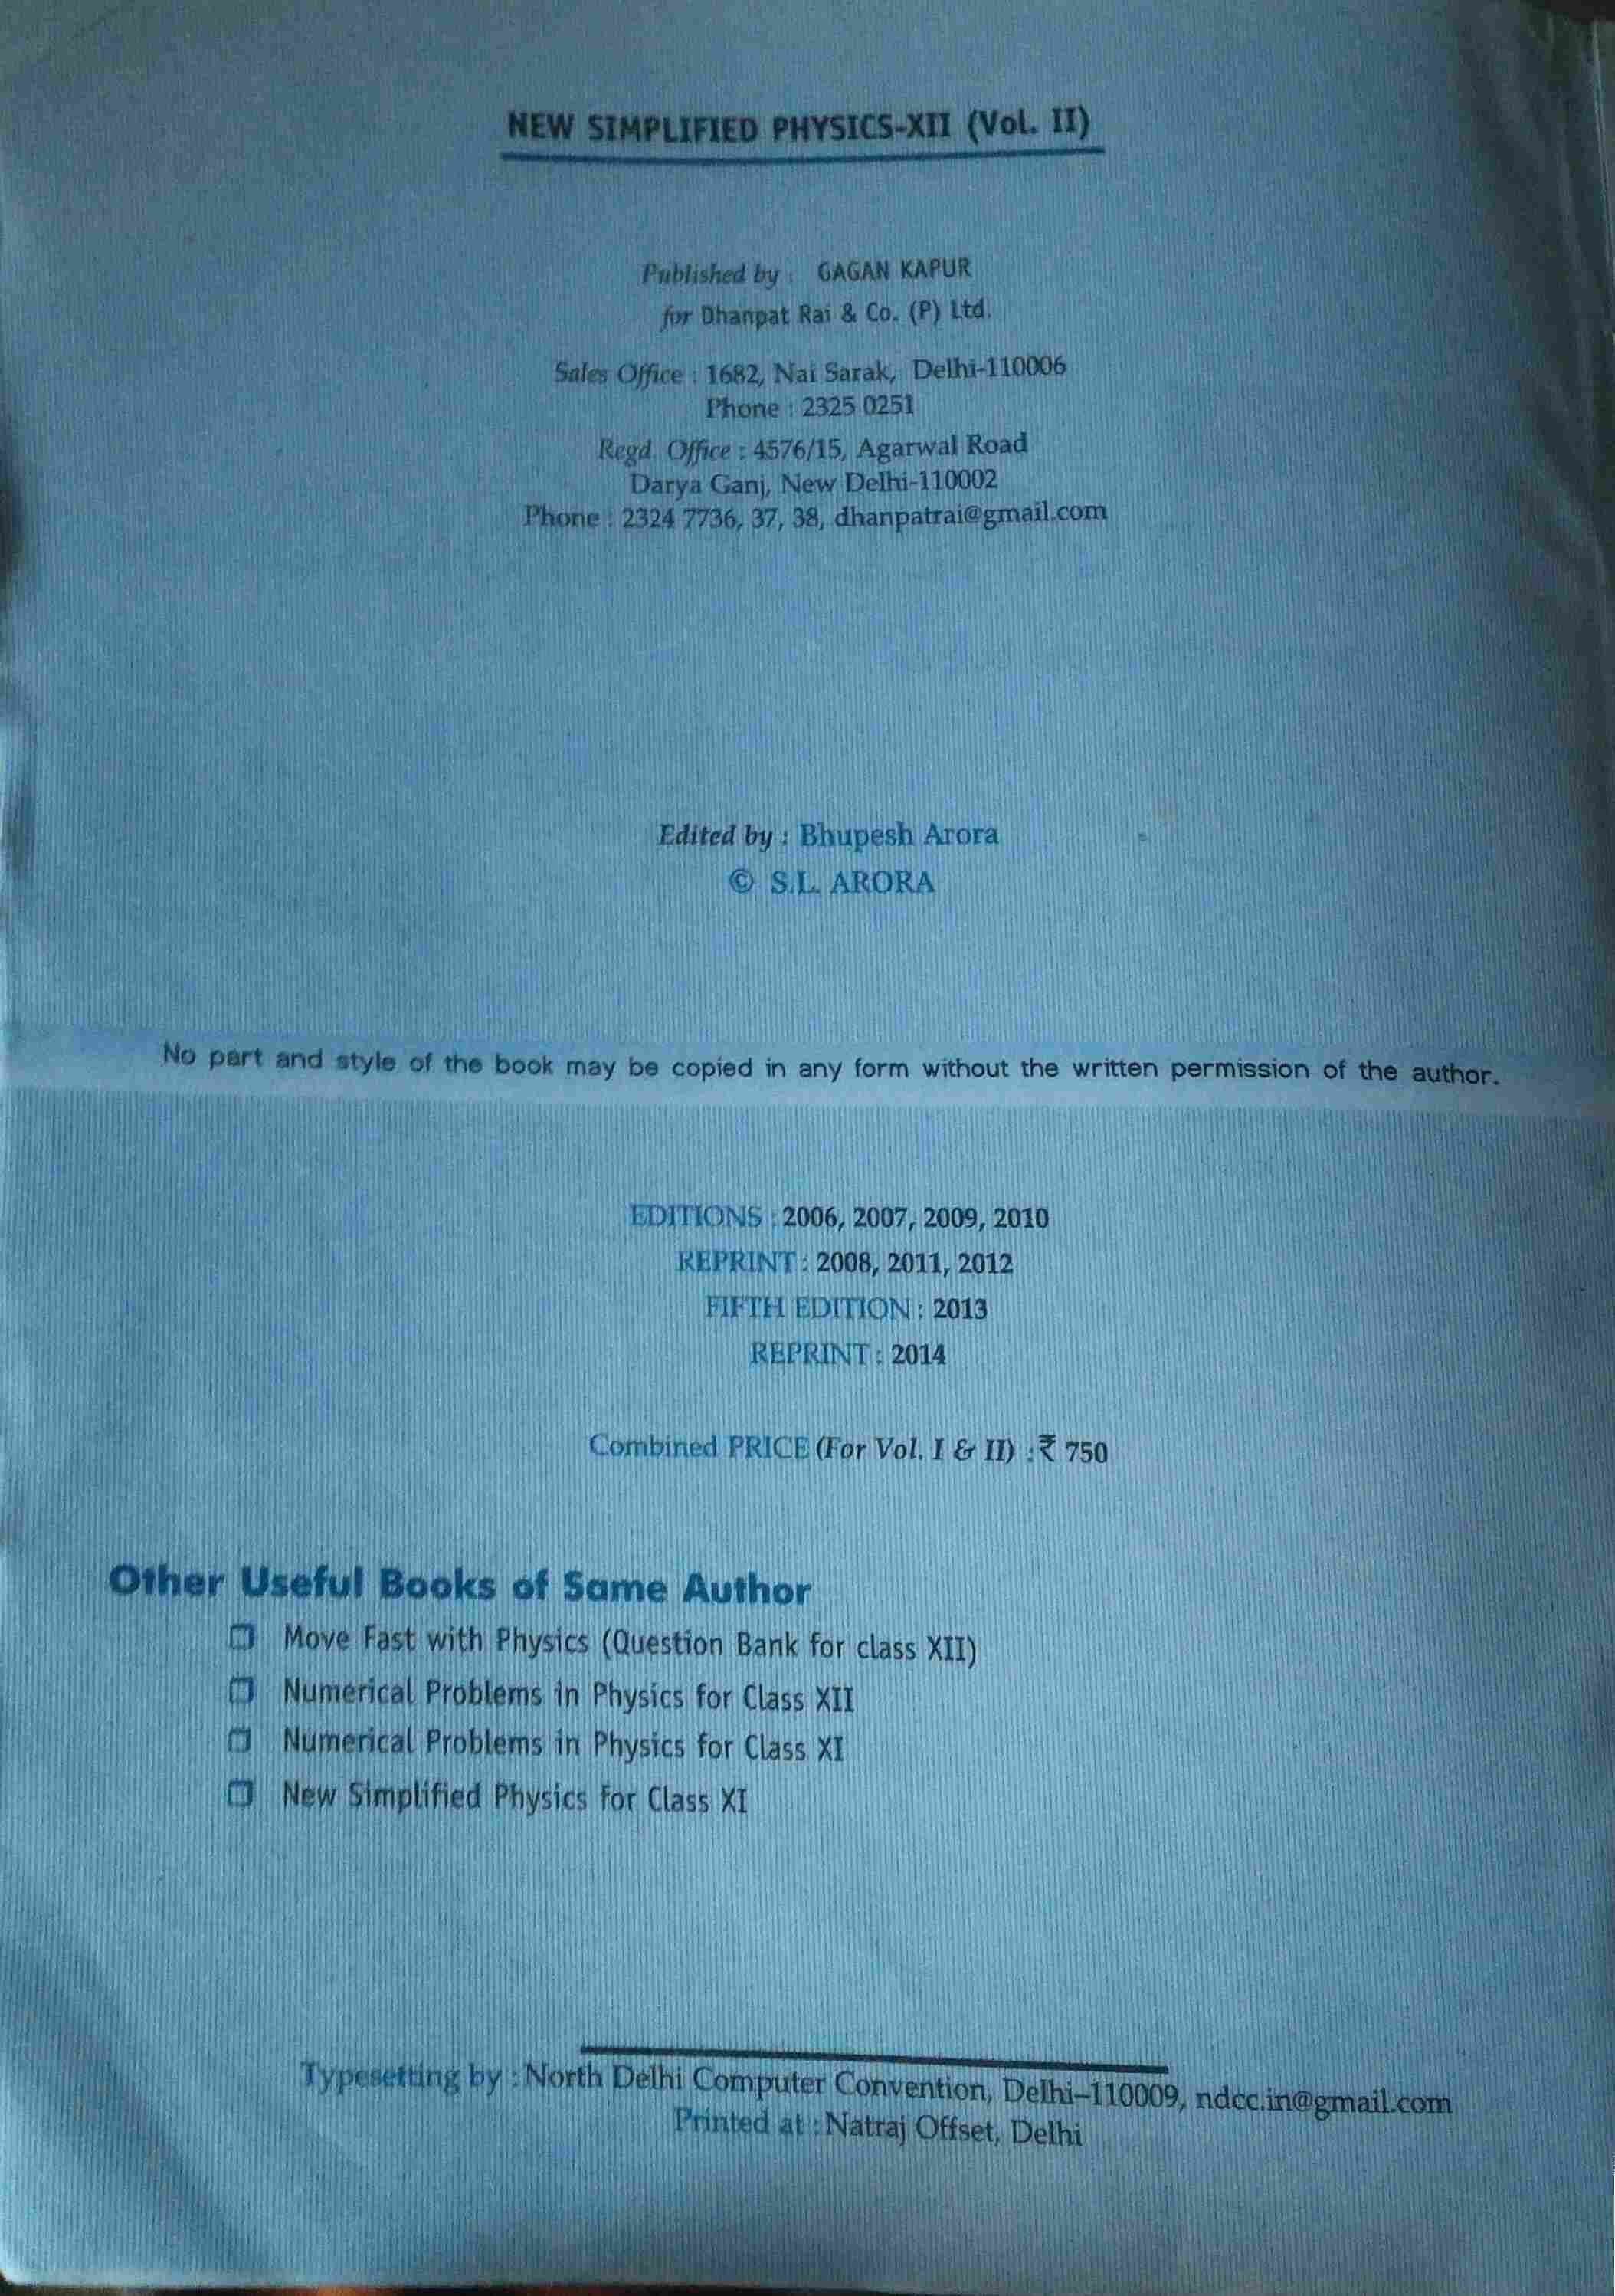 NEW SIMPLIFIED PHYSICS-XII (Vol. II)
Published by : GAGAN KAPUR
for Dhanpat Rai & Co. (P) Ltd.
Sales Office : 1682, Nai Sarak, Delhi-110006
Phone : 2325 0251
Regd. Office : 4576/15, Agarwal Road
Darya Ganj, New Delhi-110002
Phone : 2324 7736, 37, 38, dhanpatrai@gmail.com
Edited by : Bhupesh Arora
© S.L. ARORA
No part and style of the book may be copied in any form without the written permission of the author.
EDITIONS : 2006, 2007, 2009, 2010
REPRINT : 2008, 2011, 2012
FIFTH EDITION : 2013
REPRINT : 2014
Combined PRICE (For Vol. I & II) : ₹ 750
Other Useful Books of Same Author
❒ Move Fast with Physics (Question Bank for class XII)
❒ Numerical Problems in Physics for Class XII
❒ Numerical Problems in Physics for Class XI
❒ New Simplified Physics for Class XI
Typesetting by : North Delhi Computer Convention, Delhi–110009, ndcc.in@gmail.com
Printed at : Natraj Offset, Delhi